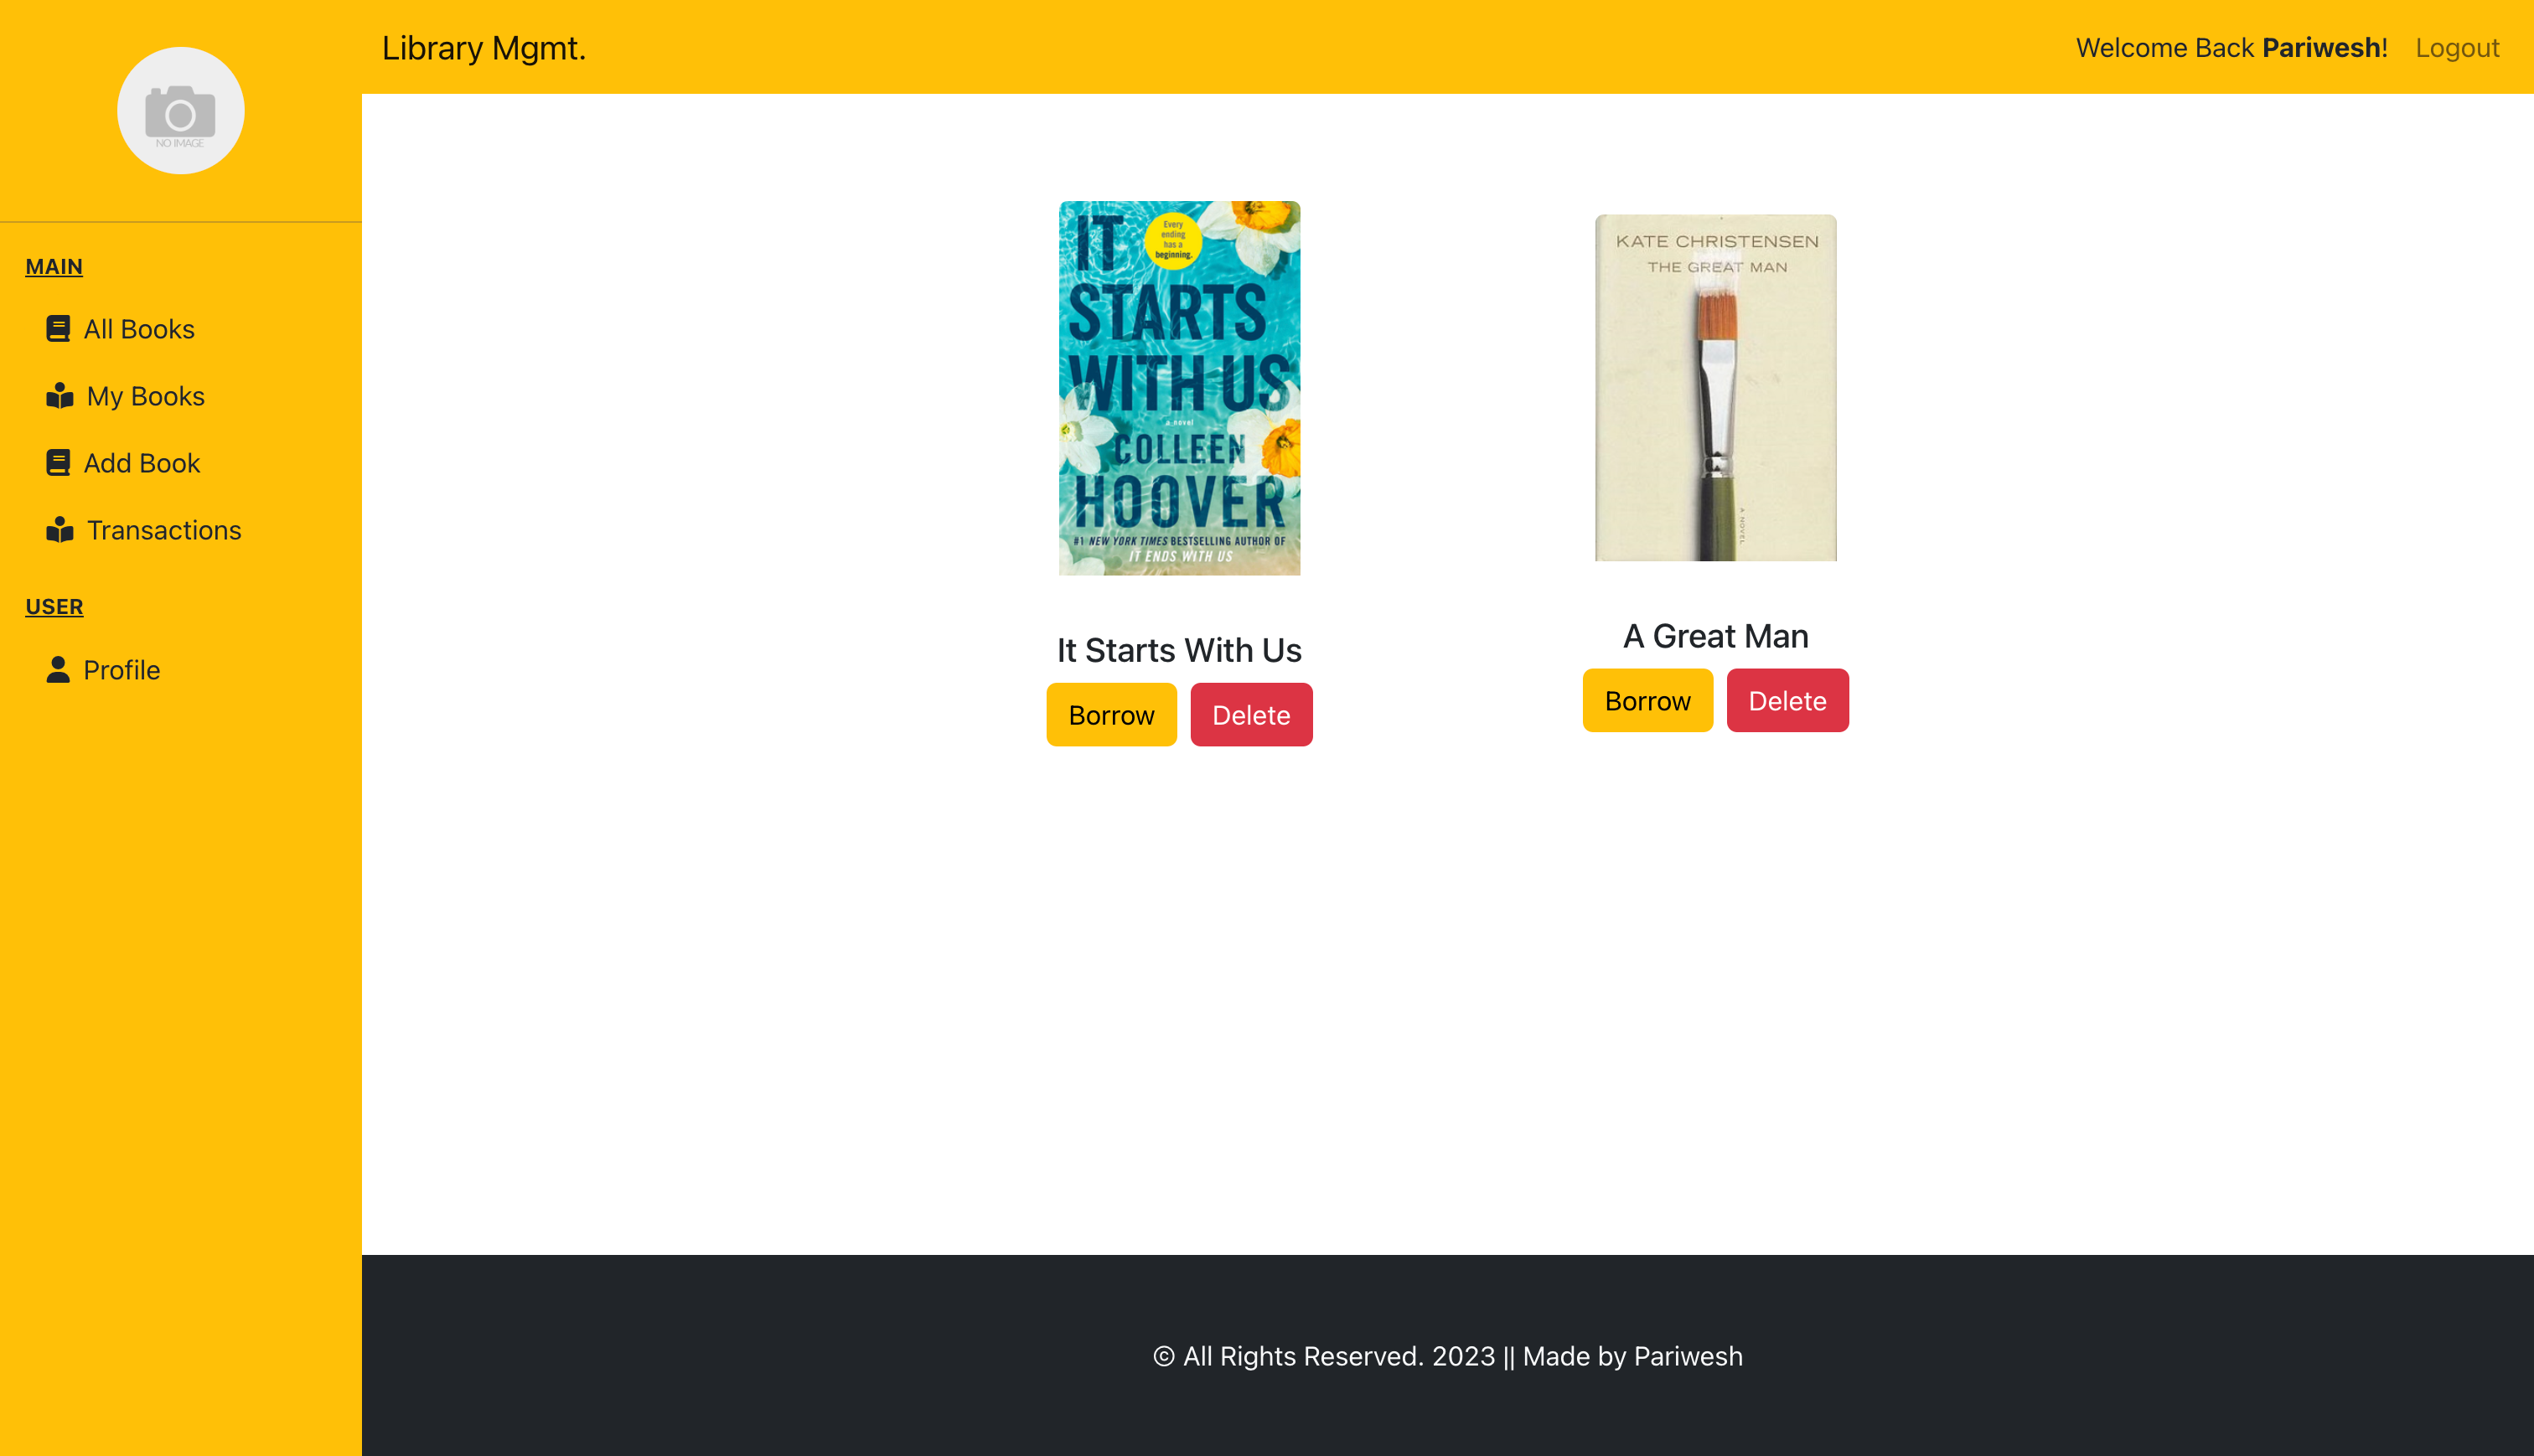 Library Mgmt.
Welcome Back Pariwesh! Logout
NO IMAGE
MAIN
All Books
My Books
Add Book
Transactions
USER
Profile
IT
STARTS
WITH US
Every
ending
has a
beginning.
a novel
COLLEEN
HOOVER
#1 NEW YORK TIMES BESTSELLING AUTHOR OF
IT ENDS WITH US
It Starts With Us
Borrow Delete
KATE CHRISTENSEN
THE GREAT MAN
A NOVEL
A Great Man
Borrow Delete
© All Rights Reserved. 2023 || Made by Pariwesh